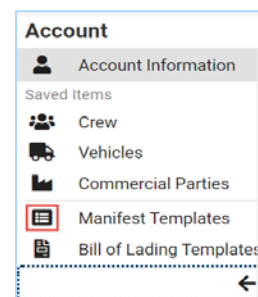 Account
Account Information
Saved Items
Crew
Vehicles
Commercial Parties
Manifest Templates
Bill of Lading Templates